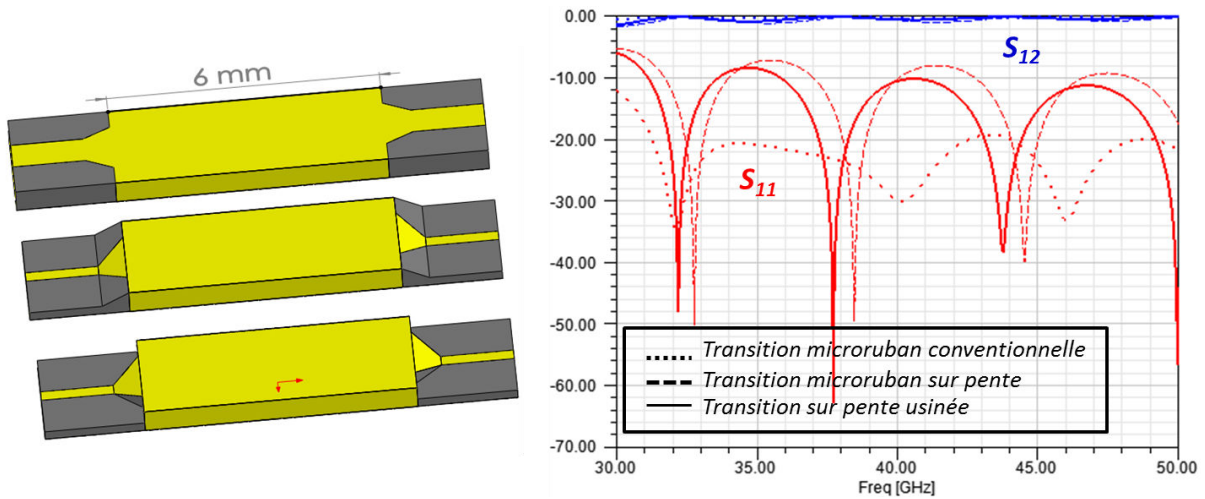 6 mm
0.00
-10.00
-20.00
-30.00
-40.00
-50.00
-60.00
-70.00
S12
S11
Transition microruban conventionnelle
Transition microruban sur pente
Transition sur pente usinée
30.00 35.00 40.00 45.00 50.00
Freq [GHz]